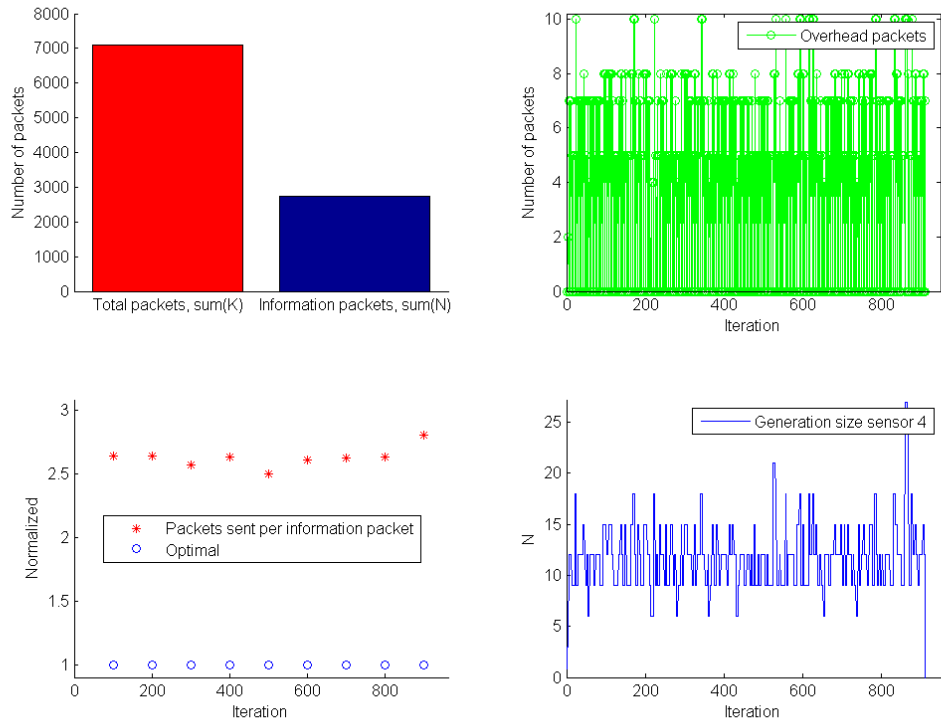 8000
7000
6000
5000
4000
3000
2000
1000
0
Number of packets
Total packets, sum(K)
Information packets, sum(N)
10
8
6
4
2
0
Number of packets
Overhead packets
0 200 400 600 800
Iteration
3
2.5
2
1.5
1
Normalized
Packets sent per information packet
Optimal
0 200 400 600 800
Iteration
25
20
15
10
5
0
N
Generation size sensor 4
0 200 400 600 800
Iteration